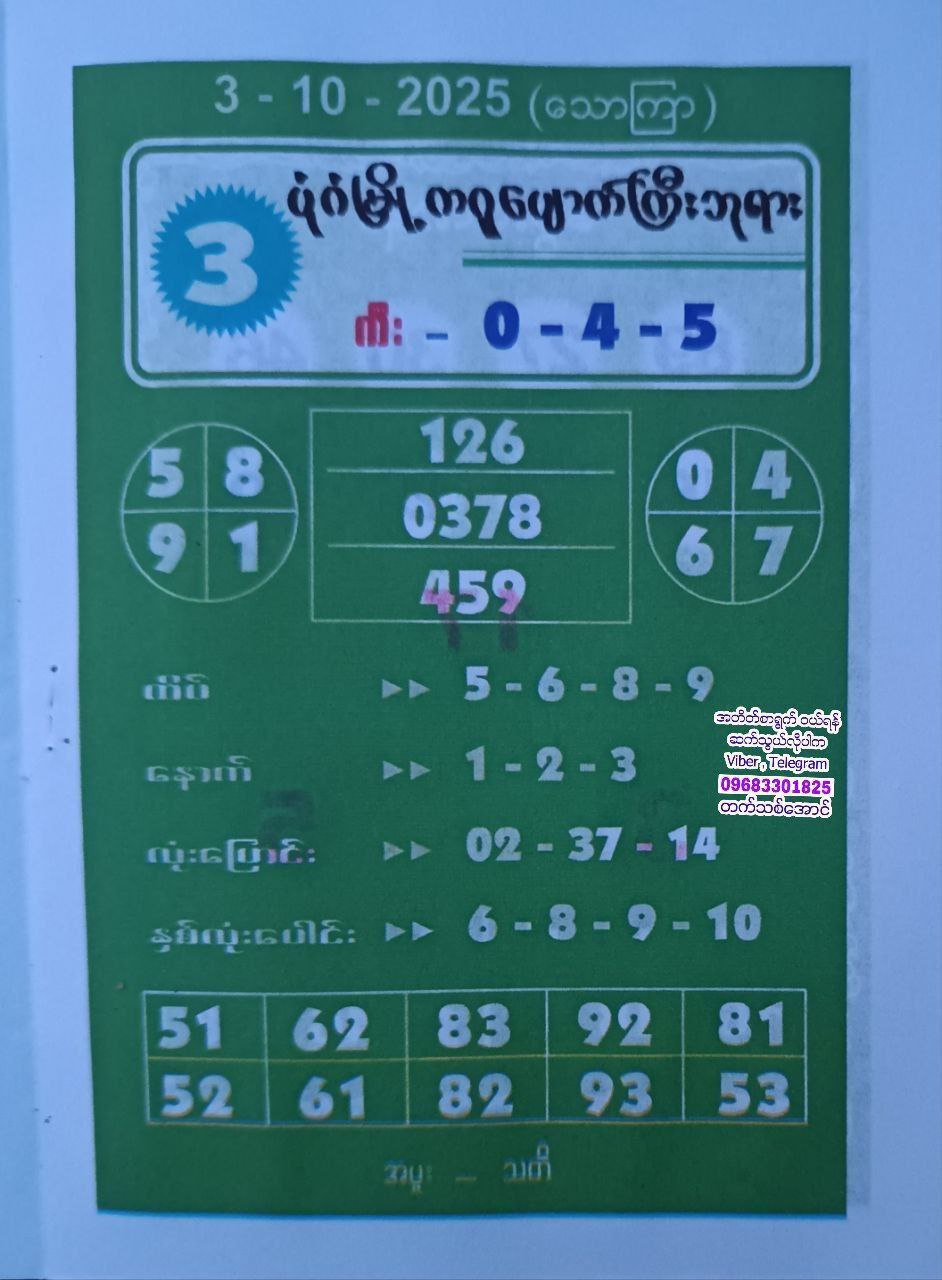 3 - 10 - 2025 (သောကြာ)
3
ပုံဂံမြို့ ကဝူပျောက်ကြီးဘုရား
ကီး - 0 - 4 - 5
5 8
9 1
126
0378
459
0 4
6 7
ထိပ် ▸▸ 5 - 6 - 8 - 9
နောက် ▸▸ 1 - 2 - 3
လုံးပြောင်း ▸▸ 02 - 37 - 14
နှစ်လုံးပေါင်း ▸▸ 6 - 8 - 9 - 10
အတိတ်စာရွက် ဝယ်ရန်
ဆက်သွယ်လိုပါက
Viber, Telegram
09683301825
တက်သစ်အောင်
51 62 83 92 81
52 61 82 93 53
အပူး - သတိ